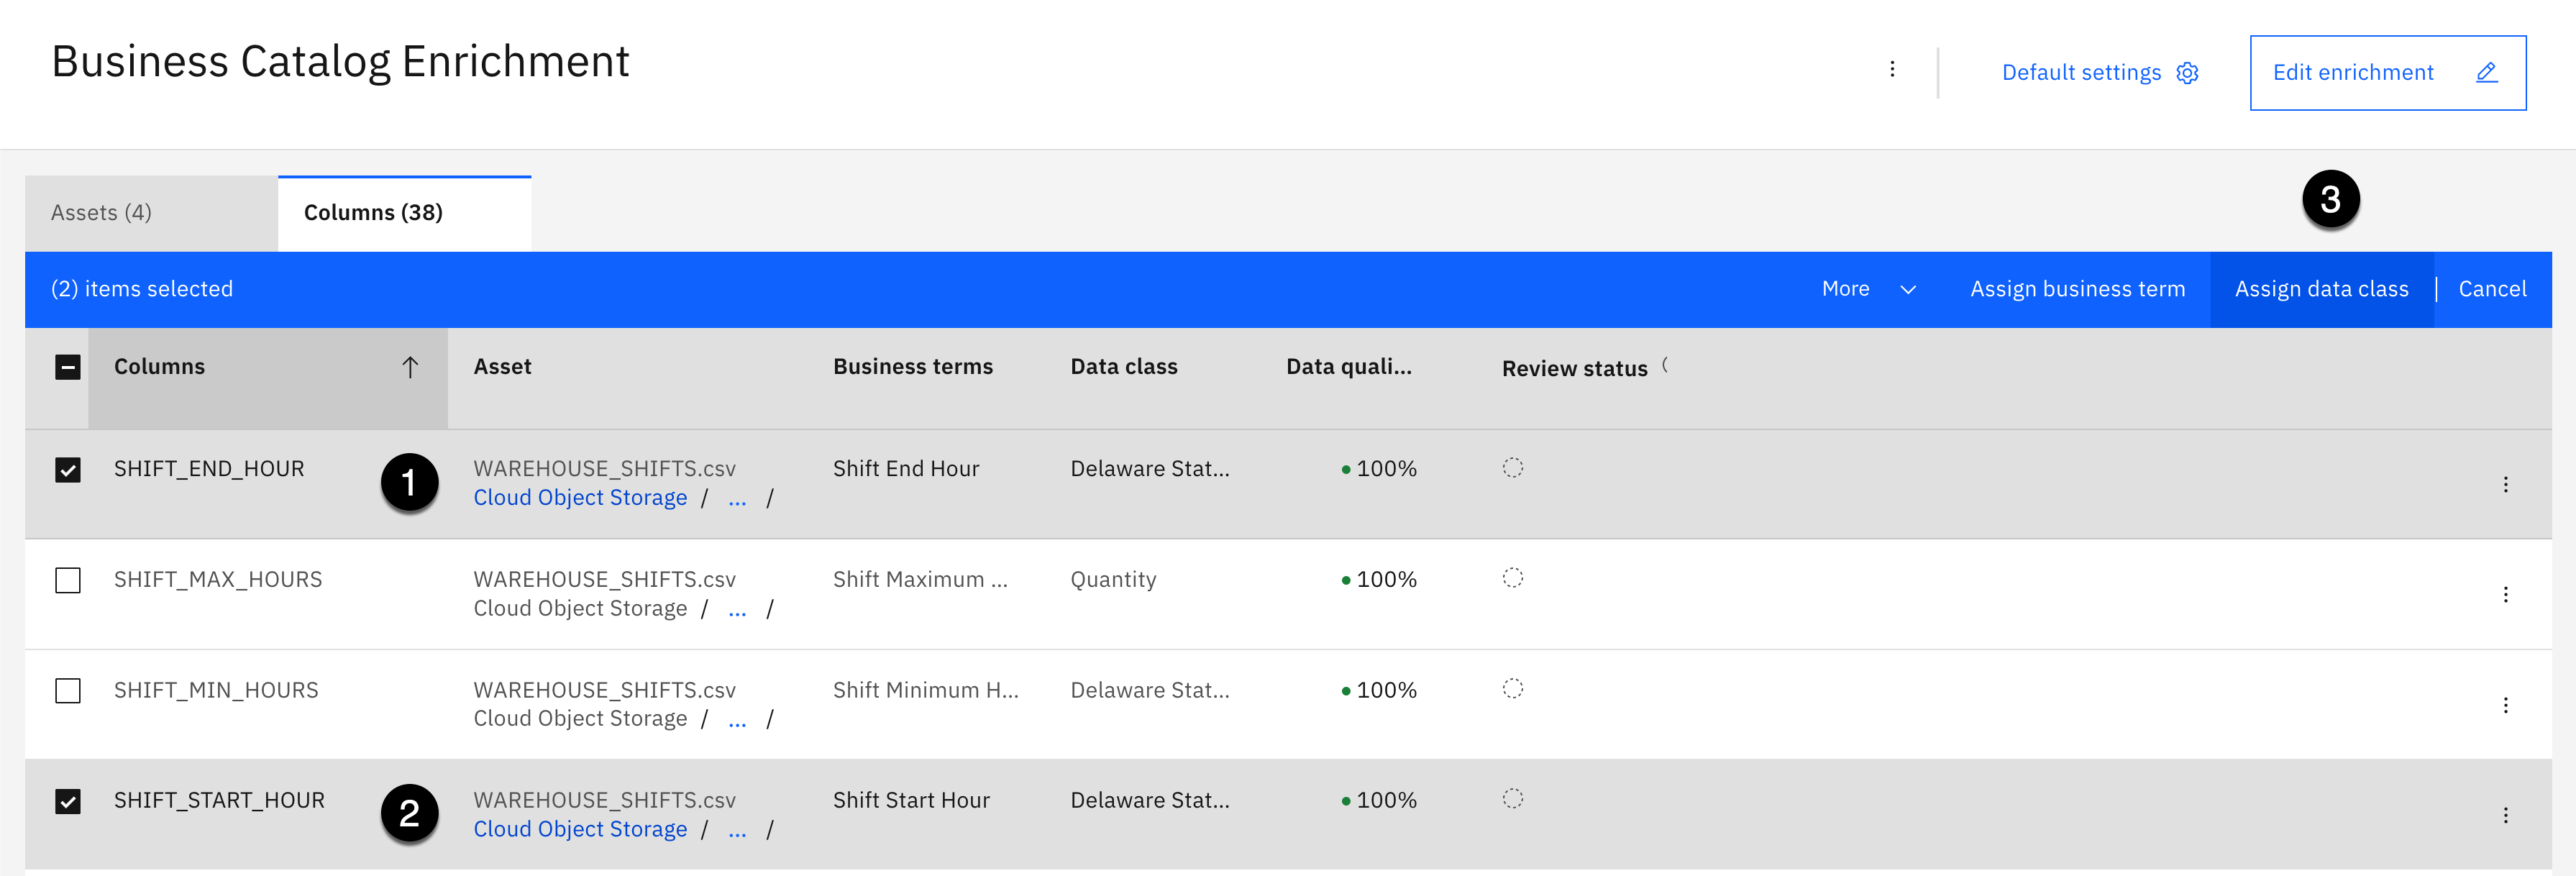 Business Catalog Enrichment
Default settings
Edit enrichment
Assets (4)
Columns (38)
3
(2) items selected
More
Assign business term
Assign data class
Cancel
Columns
Asset
Business terms
Data class
Data quali...
Review status
SHIFT_END_HOUR
1
WAREHOUSE_SHIFTS.csv
Cloud Object Storage / ... /
Shift End Hour
Delaware Stat...
100%
SHIFT_MAX_HOURS
WAREHOUSE_SHIFTS.csv
Cloud Object Storage / ... /
Shift Maximum ...
Quantity
100%
SHIFT_MIN_HOURS
WAREHOUSE_SHIFTS.csv
Cloud Object Storage / ... /
Shift Minimum H...
Delaware Stat...
100%
SHIFT_START_HOUR
2
WAREHOUSE_SHIFTS.csv
Cloud Object Storage / ... /
Shift Start Hour
Delaware Stat...
100%